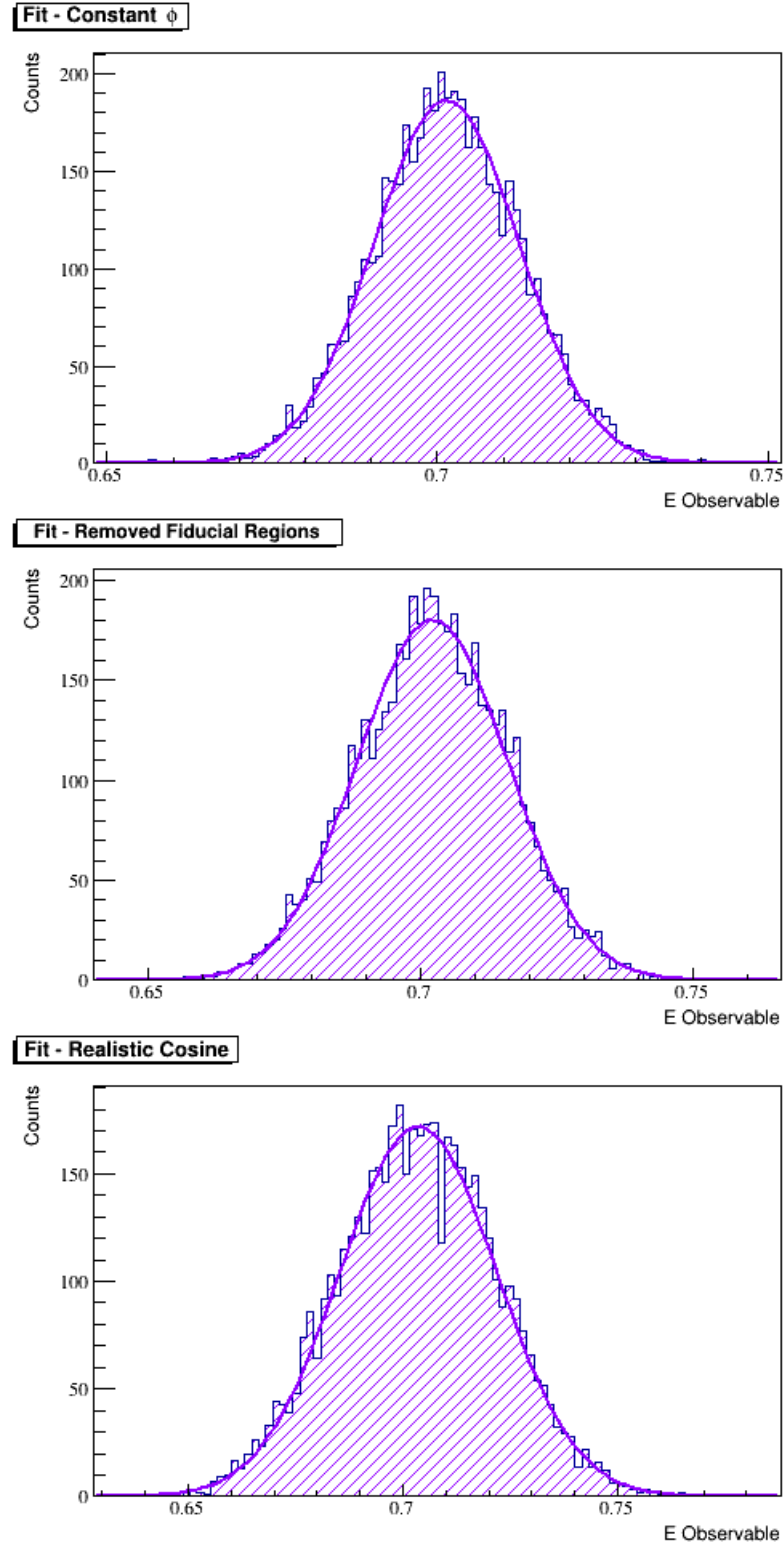 Fit - Constant ϕ
Counts
200
150
100
50
0
0.65 0.7 0.75
E Observable
Fit - Removed Fiducial Regions
Counts
200
150
100
50
0
0.65 0.7 0.75
E Observable
Fit - Realistic Cosine
Counts
150
100
50
0
0.65 0.7 0.75
E Observable